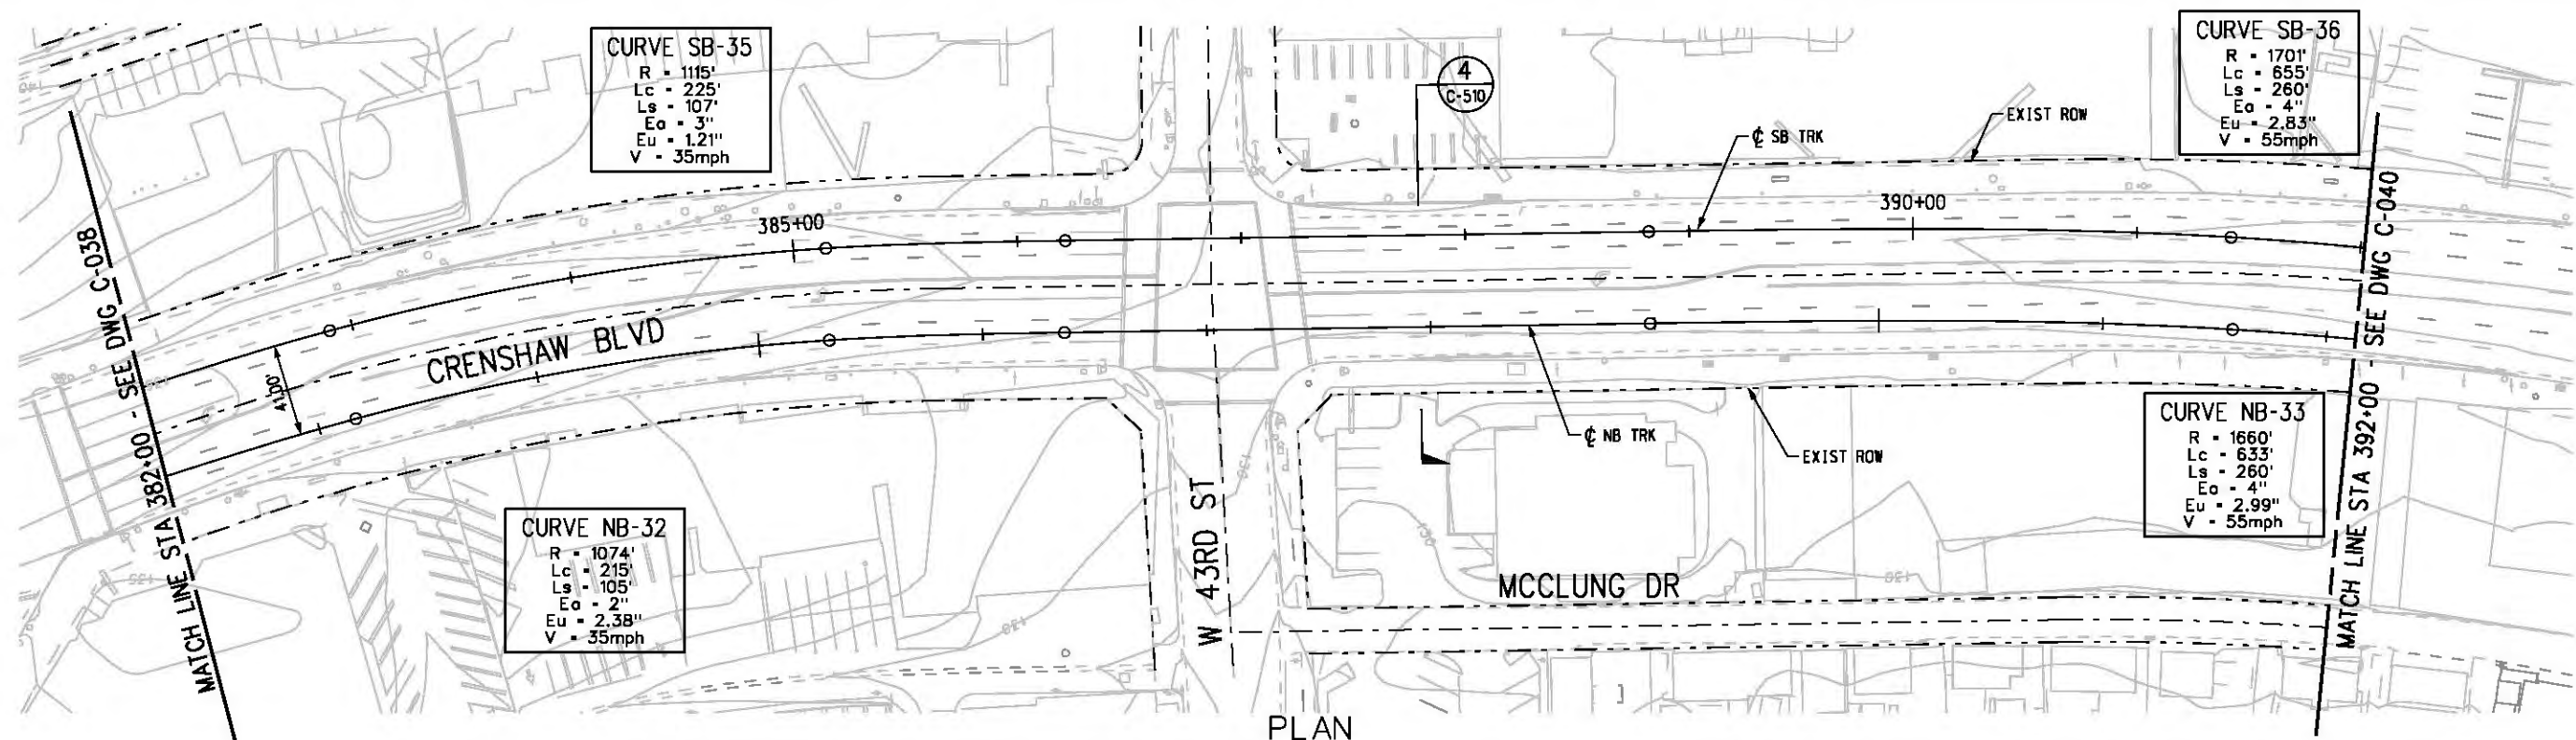 CURVE SB-35
R = 1115'
Lc = 225'
Ls = 107'
Ea = 3"
Eu = 1.21"
V = 35mph
4
C-510
CURVE SB-36
R = 1701'
Lc = 655'
Ls = 260'
Ea = 4"
Eu = 2.83"
V = 55mph
EXIST ROW
℄ SB TRK
385+00
390+00
MATCH LINE STA 382+00 - SEE DWG C-038
MATCH LINE STA 392+00 - SEE DWG C-040
41.00'
CRENSHAW BLVD
℄ NB TRK
EXIST ROW
CURVE NB-33
R = 1660'
Lc = 633'
Ls = 260'
Ea = 4"
Eu = 2.99"
V = 55mph
CURVE NB-32
R = 1074'
Lc = 215'
Ls = 105'
Ea = 2"
Eu = 2.38"
V = 35mph
W 43RD ST
MCCLUNG DR
125
130
130
PLAN